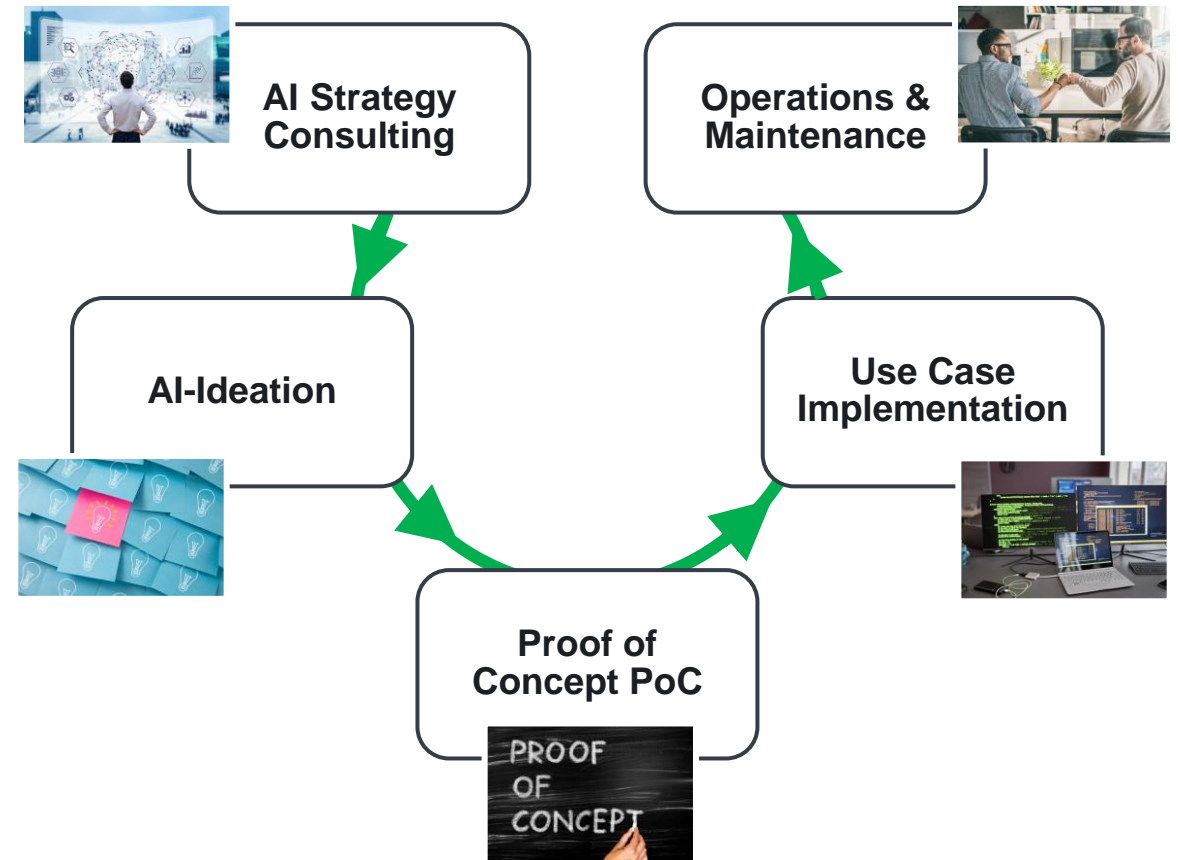 AI Strategy
Consulting
AI-Ideation
Proof of
Concept PoC
PROOF
OF
CONCEPT
Use Case
Implementation
Operations &
Maintenance